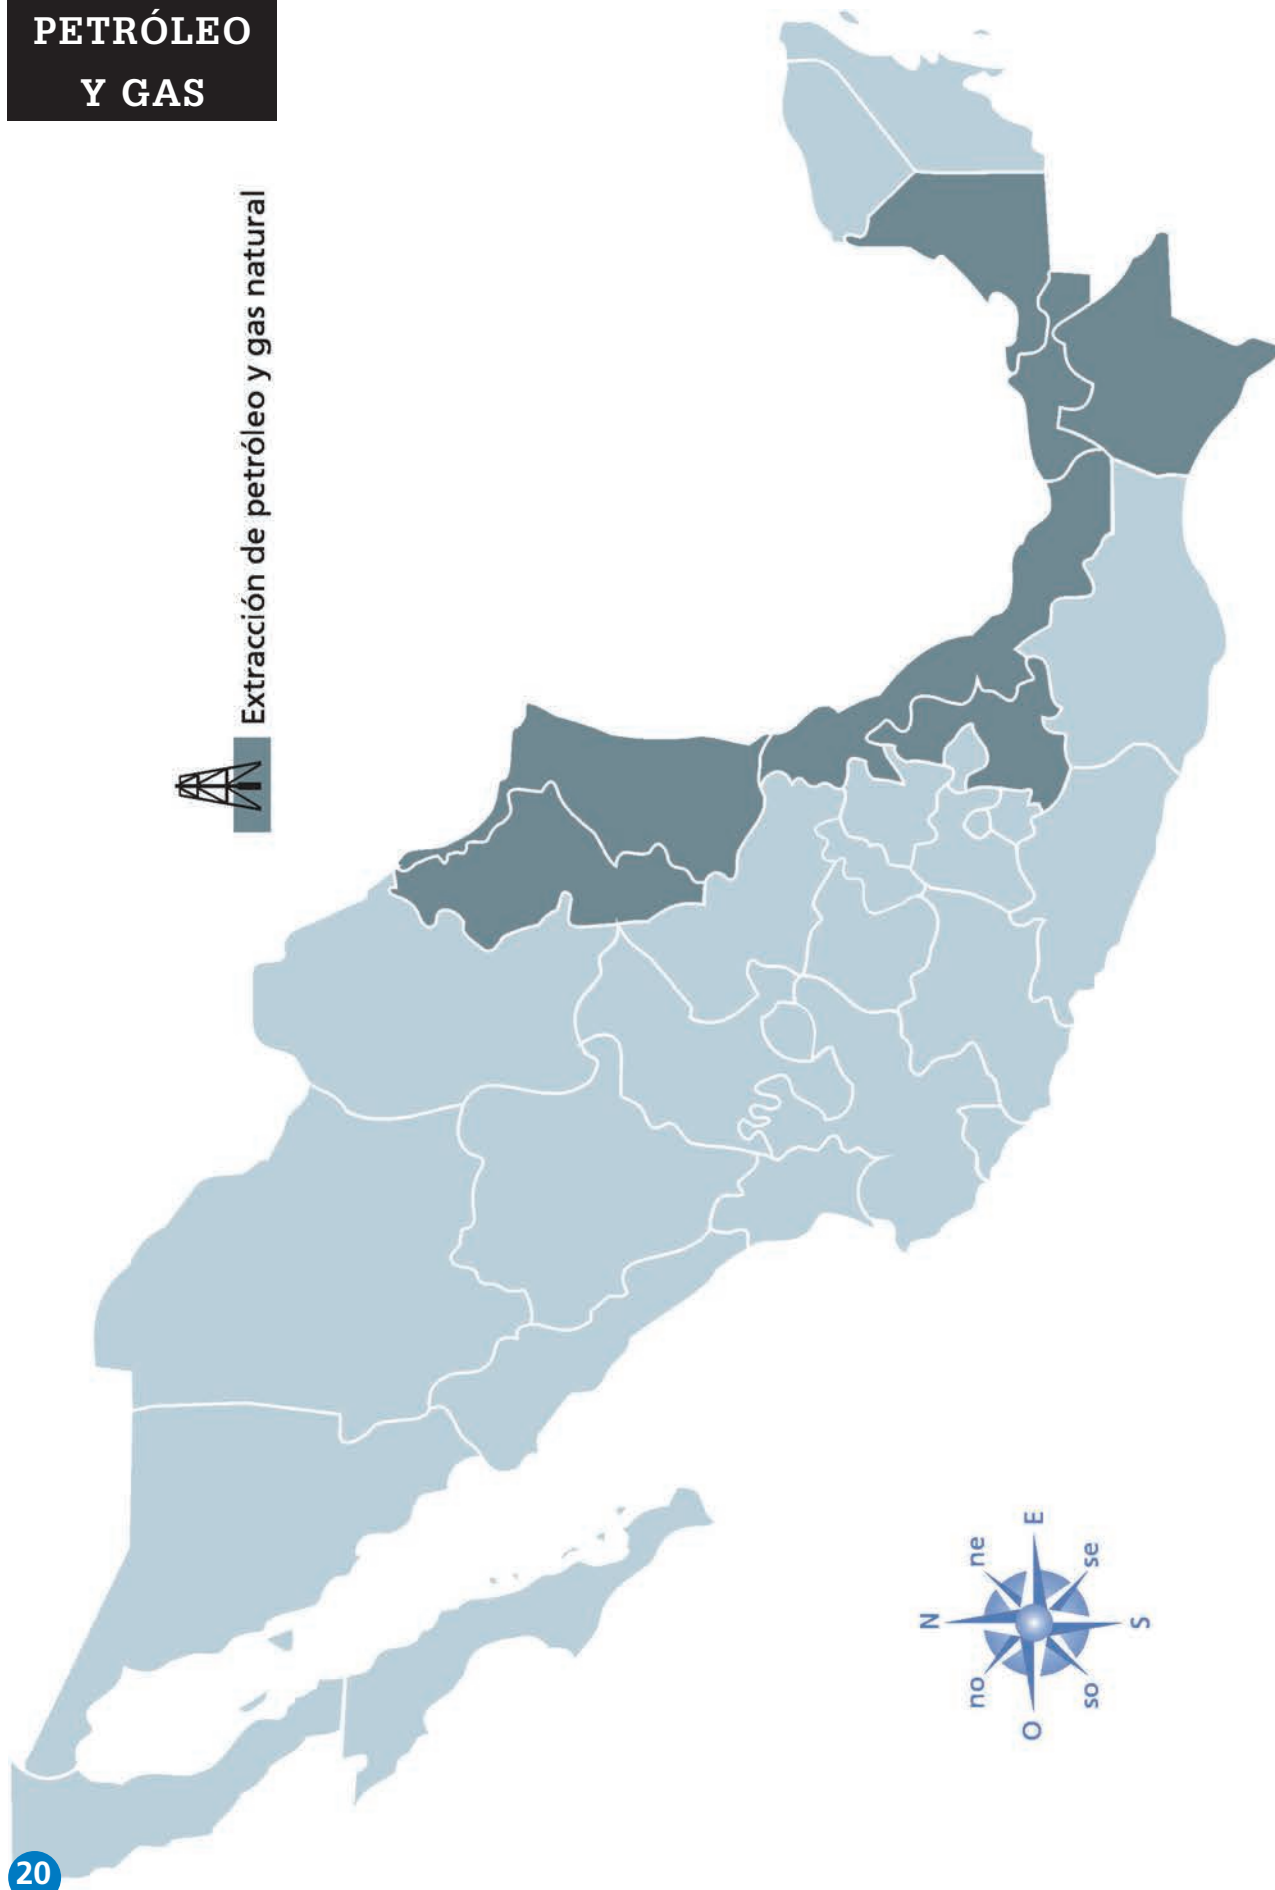 PETRÓLEO
Y GAS
Extracción de petróleo y gas natural
N
ne
E
se
S
so
O
no
20